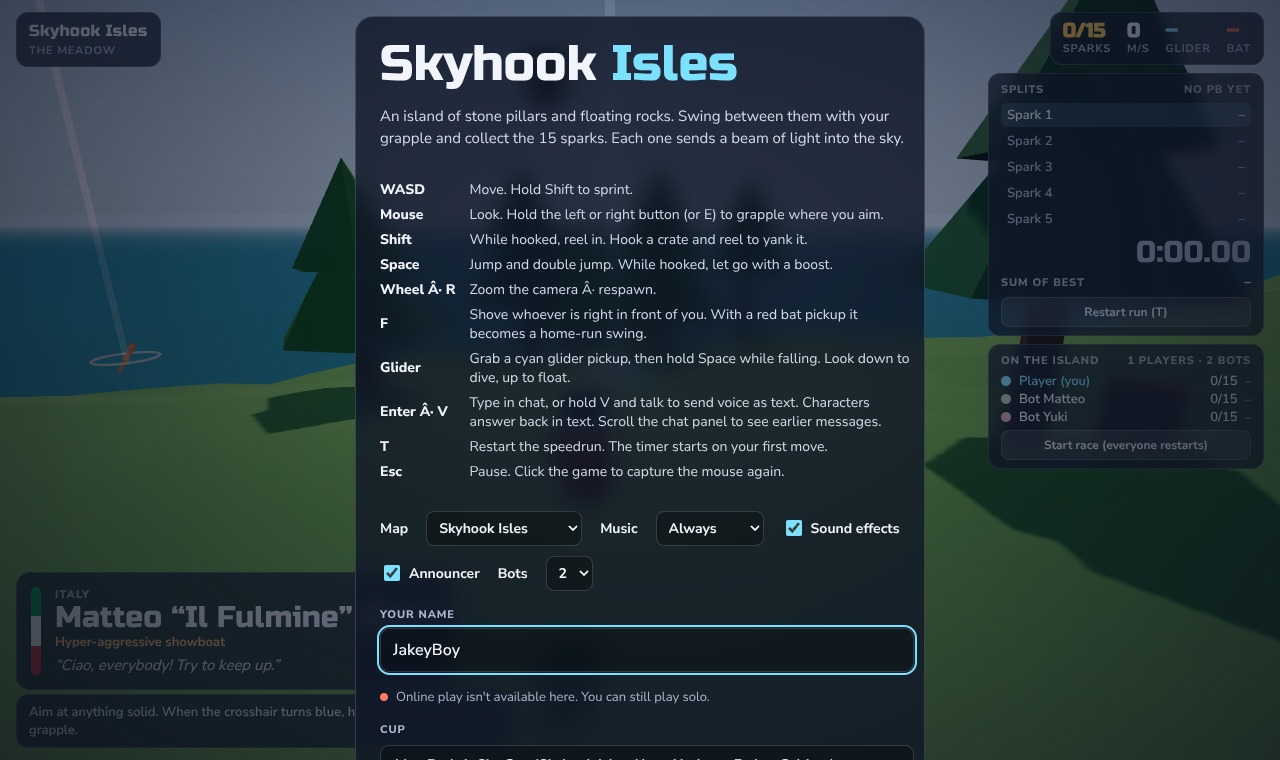 Skyhook Isles
THE MEADOW
Skyhook Isles
An island of stone pillars and floating rocks. Swing between them with your
grapple and collect the 15 sparks. Each one sends a beam of light into the sky.
WASD Move. Hold Shift to sprint.
Mouse Look. Hold the left or right button (or E) to grapple where you aim.
Shift While hooked, reel in. Hook a crate and reel to yank it.
Space Jump and double jump. While hooked, let go with a boost.
Wheel Â· R Zoom the camera Â· respawn.
F Shove whoever is right in front of you. With a red bat pickup it
becomes a home-run swing.
Glider Grab a cyan glider pickup, then hold Space while falling. Look down to
dive, up to float.
Enter Â· V Type in chat, or hold V and talk to send voice as text. Characters
answer back in text. Scroll the chat panel to see earlier messages.
T Restart the speedrun. The timer starts on your first move.
Esc Pause. Click the game to capture the mouse again.
Map Skyhook Isles Music Always Sound effects
Announcer Bots 2
YOUR NAME
JakeyBoy
Online play isn't available here. You can still play solo.
CUP
0/15 0 – –
SPARKS M/S GLIDER BAT
SPLITS NO PB YET
Spark 1 –
Spark 2 –
Spark 3 –
Spark 4 –
Spark 5 –
0:00.00
SUM OF BEST –
Restart run (T)
ON THE ISLAND 1 PLAYERS · 2 BOTS
Player (you) 0/15 –
Bot Matteo 0/15 –
Bot Yuki 0/15 –
Start race (everyone restarts)
ITALY
Matteo “Il Fulmine”
Hyper-aggressive showboat
“Ciao, everybody! Try to keep up.”
Aim at anything solid. When the crosshair turns blue, h
grapple.